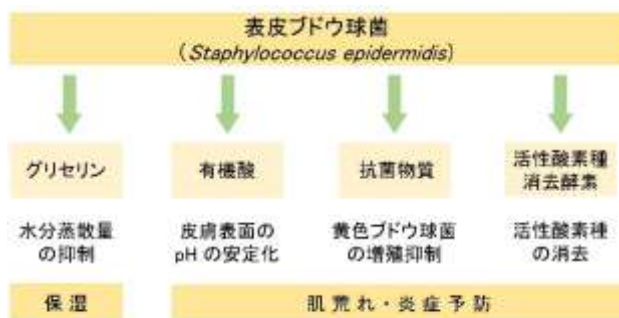 表皮ブドウ球菌
(Staphylococcus epidermidis)
グリセリン
有機酸
抗菌物質
活性酸素種
消去酵素
水分蒸散量
の抑制
皮膚表面の
pH の安定化
黄色ブドウ球菌
の増殖抑制
活性酸素種
の消去
保湿
肌荒れ・炎症予防